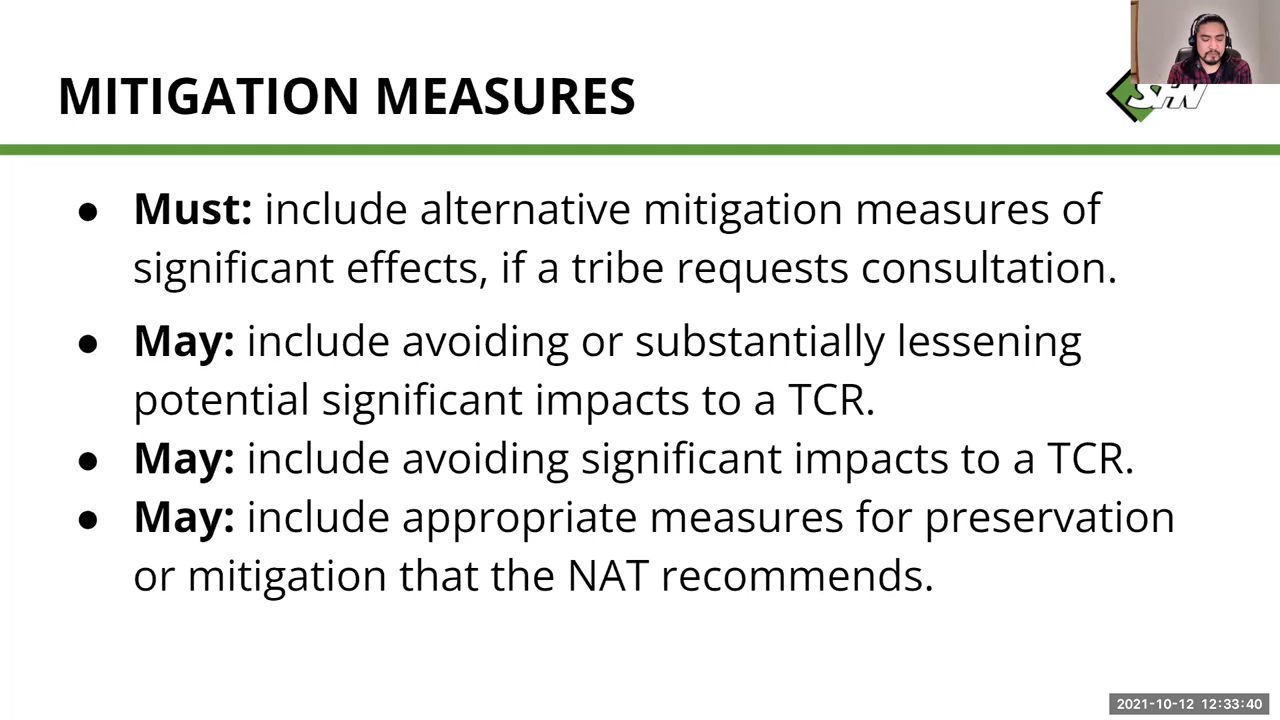 MITIGATION MEASURES
SHN
● Must: include alternative mitigation measures of
significant effects, if a tribe requests consultation.
● May: include avoiding or substantially lessening
potential significant impacts to a TCR.
● May: include avoiding significant impacts to a TCR.
● May: include appropriate measures for preservation
or mitigation that the NAT recommends.
2021-10-12 12:33:40